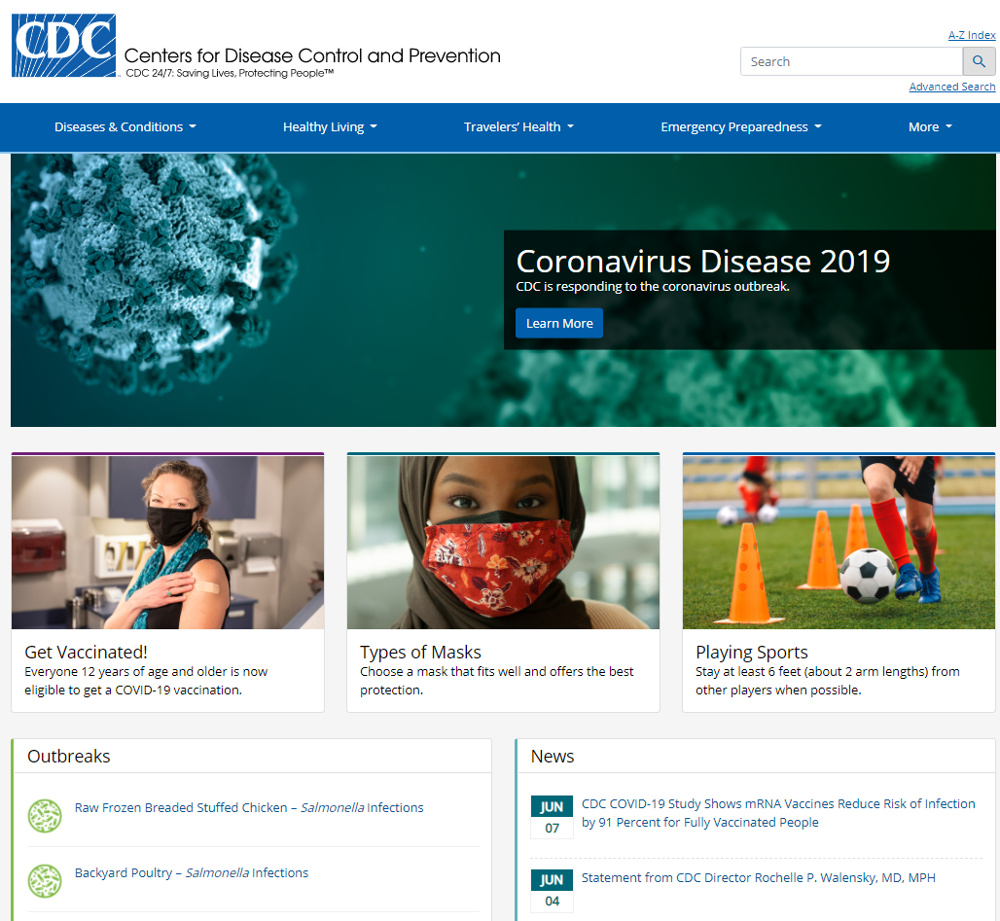 CDC
Centers for Disease Control and Prevention
CDC 24/7: Saving Lives, Protecting People™
A-Z Index
Search
Advanced Search
Diseases & Conditions
Healthy Living
Travelers’ Health
Emergency Preparedness
More
Coronavirus Disease 2019
CDC is responding to the coronavirus outbreak.
Learn More
Get Vaccinated!
Everyone 12 years of age and older is now
eligible to get a COVID-19 vaccination.
Types of Masks
Choose a mask that fits well and offers the best
protection.
Playing Sports
Stay at least 6 feet (about 2 arm lengths) from
other players when possible.
Outbreaks
Raw Frozen Breaded Stuffed Chicken – Salmonella Infections
Backyard Poultry – Salmonella Infections
News
JUN
07
CDC COVID-19 Study Shows mRNA Vaccines Reduce Risk of Infection
by 91 Percent for Fully Vaccinated People
JUN
04
Statement from CDC Director Rochelle P. Walensky, MD, MPH